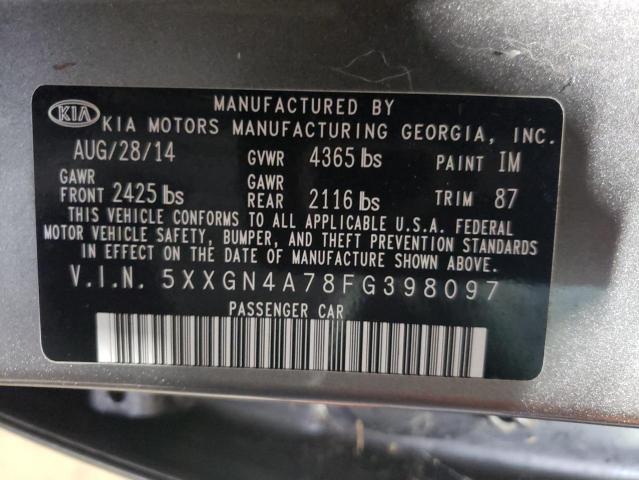 KIA
MANUFACTURED BY
KIA MOTORS MANUFACTURING GEORGIA, INC.
AUG/28/14 GVWR 4365 lbs PAINT IM
GAWR FRONT 2425 lbs GAWR REAR 2116 lbs TRIM 87
THIS VEHICLE CONFORMS TO ALL APPLICABLE U.S.A. FEDERAL
MOTOR VEHICLE SAFETY, BUMPER, AND THEFT PREVENTION STANDARDS
IN EFFECT ON THE DATE OF MANUFACTURE SHOWN ABOVE.
V.I.N. 5XXGN4A78FG398097
PASSENGER CAR